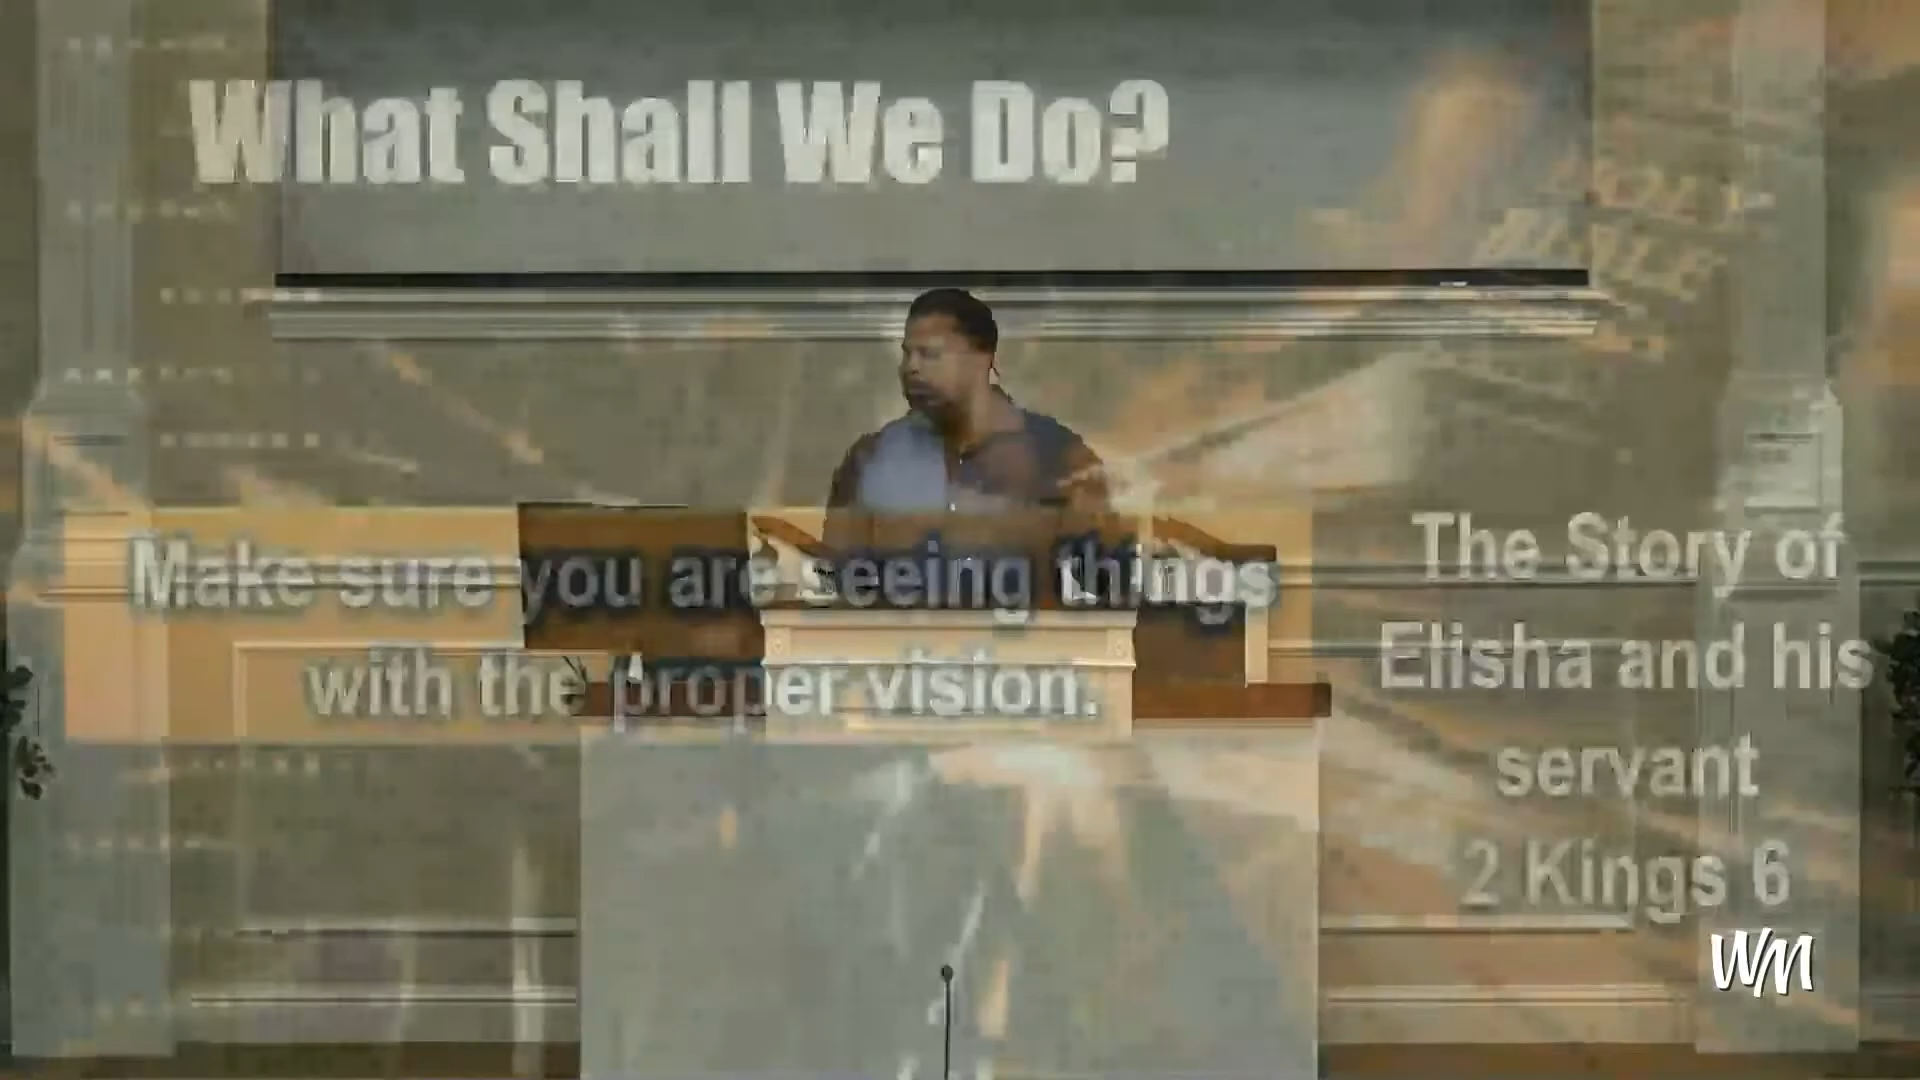 What Shall We Do?
Make sure you are seeing things
with the proper vision.
The Story of
Elisha and his
servant
2 Kings 6
WM